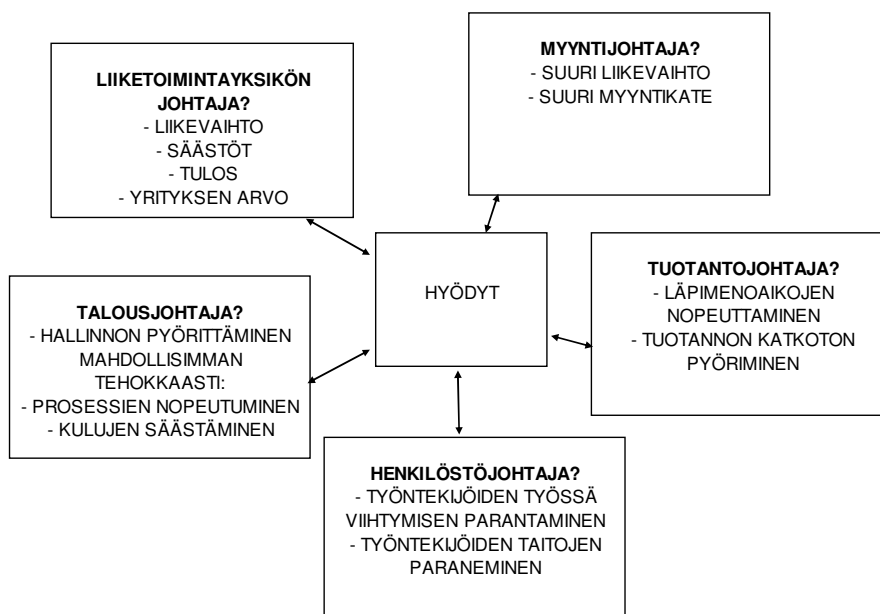 LIIKETOIMINTAYKSIKÖN
JOHTAJA?
- LIIKEVAIHTO
- SÄÄSTÖT
- TULOS
- YRITYKSEN ARVO
MYYNTIJOHTAJA?
- SUURI LIIKEVAIHTO
- SUURI MYYNTIKATE
HYÖDYT
TALOUSJOHTAJA?
- HALLINNON PYÖRITTÄMINEN
MAHDOLLISIMMAN
TEHOKKAASTI:
- PROSESSIEN NOPEUTUMINEN
- KULUJEN SÄÄSTÄMINEN
TUOTANTOJOHTAJA?
- LÄPIMENOAIKOJEN
NOPEUTTAMINEN
- TUOTANNON KATKOTON
PYÖRIMINEN
HENKILÖSTÖJOHTAJA?
- TYÖNTEKIJÖIDEN TYÖSSÄ
VIIHTYMISEN PARANTAMINEN
- TYÖNTEKIJÖIDEN TAITOJEN
PARANEMINEN